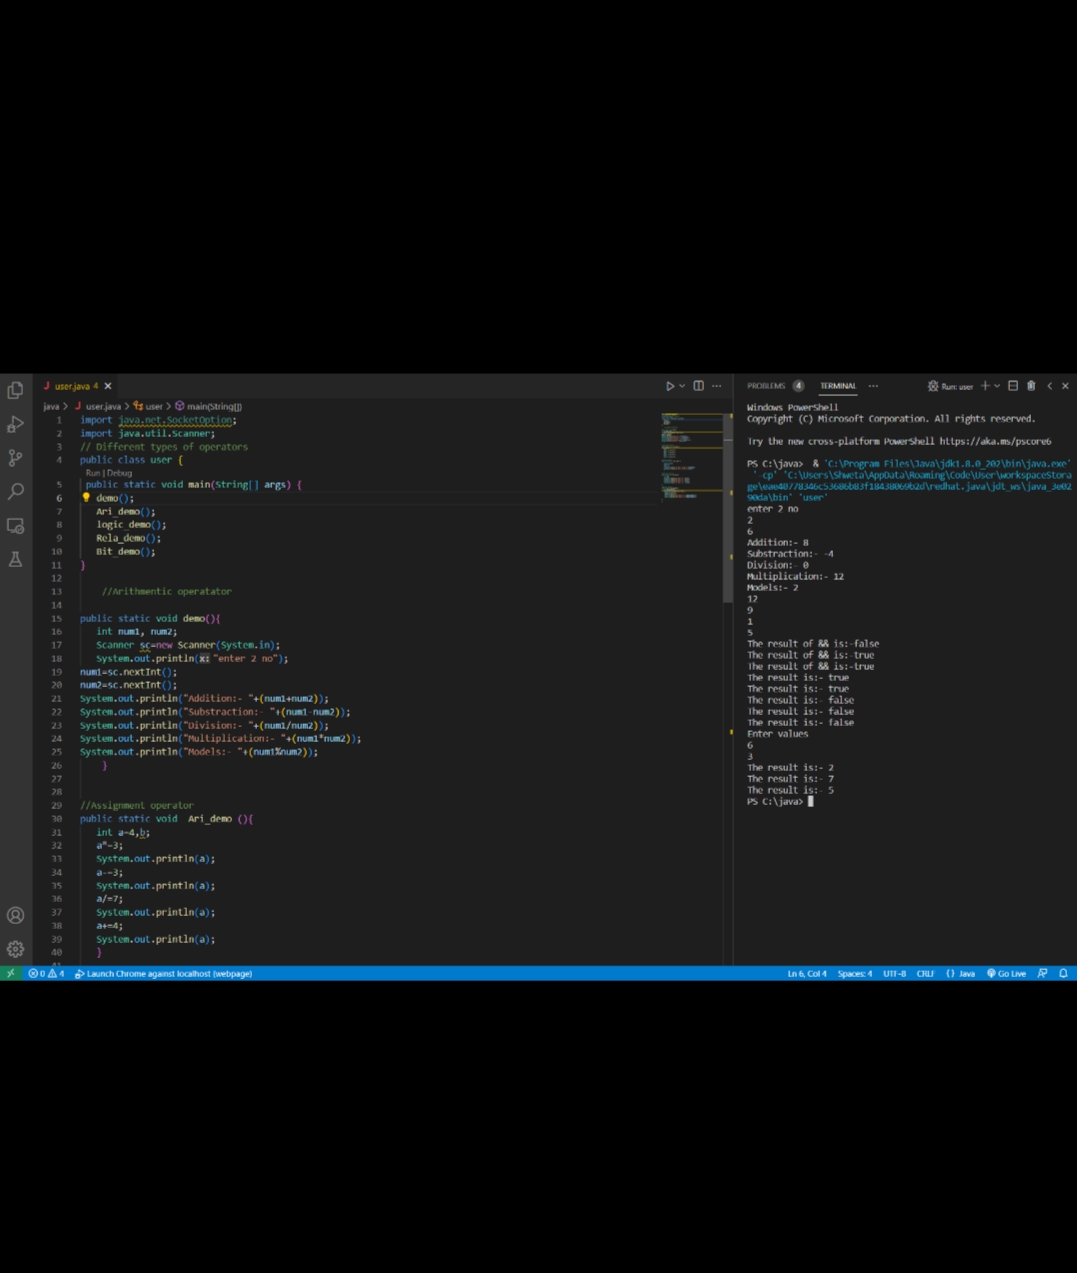 user.java 4
java > user.java > user > main(String[])
1 import java.net.SocketOption;
2 import java.util.Scanner;
3 // Different types of operators
4 public class user {
Run | Debug
5 public static void main(String[] args) {
6 demo();
7 Ari_demo();
8 logic_demo();
9 Rela_demo();
10 Bit_demo();
11 }
12
13 //Arithmentic operatator
14
15 public static void demo(){
16 int num1, num2;
17 Scanner sc=new Scanner(System.in);
18 System.out.println(x: "enter 2 no");
19 num1=sc.nextInt();
20 num2=sc.nextInt();
21 System.out.println("Addition:- "+(num1+num2));
22 System.out.println("Substraction:- "+(num1-num2));
23 System.out.println("Division:- "+(num1/num2));
24 System.out.println("Multiplication:- "+(num1*num2));
25 System.out.println("Models:- "+(num1%num2));
26 }
27
28
29 //Assignment operator
30 public static void Ari_demo (){
31 int a=4,b;
32 a*=3;
33 System.out.println(a);
34 a-=3;
35 System.out.println(a);
36 a/=7;
37 System.out.println(a);
38 a+=4;
39 System.out.println(a);
40 }
PROBLEMS 4 TERMINAL ... Run: user
Windows PowerShell
Copyright (C) Microsoft Corporation. All rights reserved.
Try the new cross-platform PowerShell https://aka.ms/pscore6
PS C:\java> & 'C:\Program Files\Java\jdk1.8.0_202\bin\java.exe'
'-cp' 'C:\Users\Shweta\AppData\Roaming\Code\User\workspaceStora
90da\bin' 'user'
enter 2 no
2
6
Addition:- 8
Substraction:- -4
Division:- 0
Multiplication:- 12
Models:- 2
12
9
1
5
The result of && is:-false
The result of && is:-true
The result of && is:-true
The result is:- true
The result is:- true
The result is:- false
The result is:- false
The result is:- false
Enter values
6
3
The result is:- 2
The result is:- 7
The result is:- 5
PS C:\java>
0 4 Launch Chrome against localhost (webpage) Ln 6, Col 4 Spaces: 4 UTF-8 CRLF {} Java Go Live